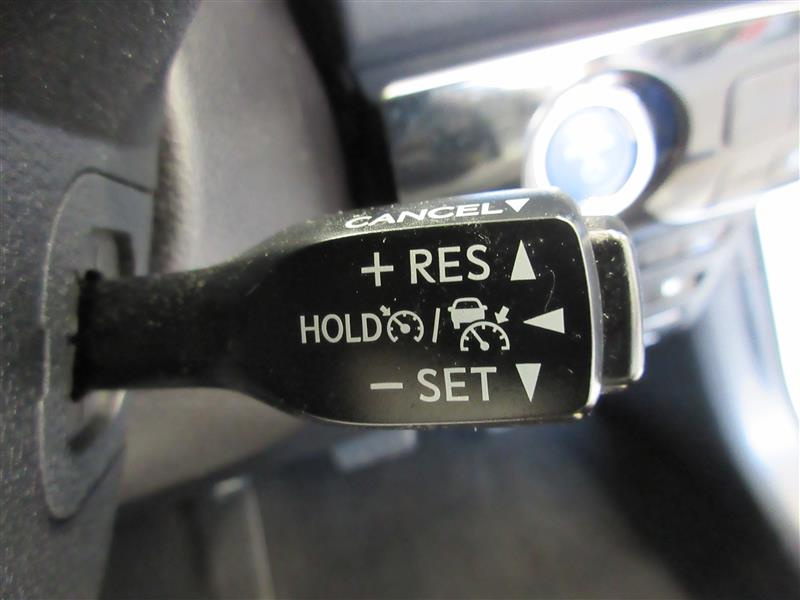 CANCEL▼
+ RES ▲
HOLD / ◀
− SET ▼